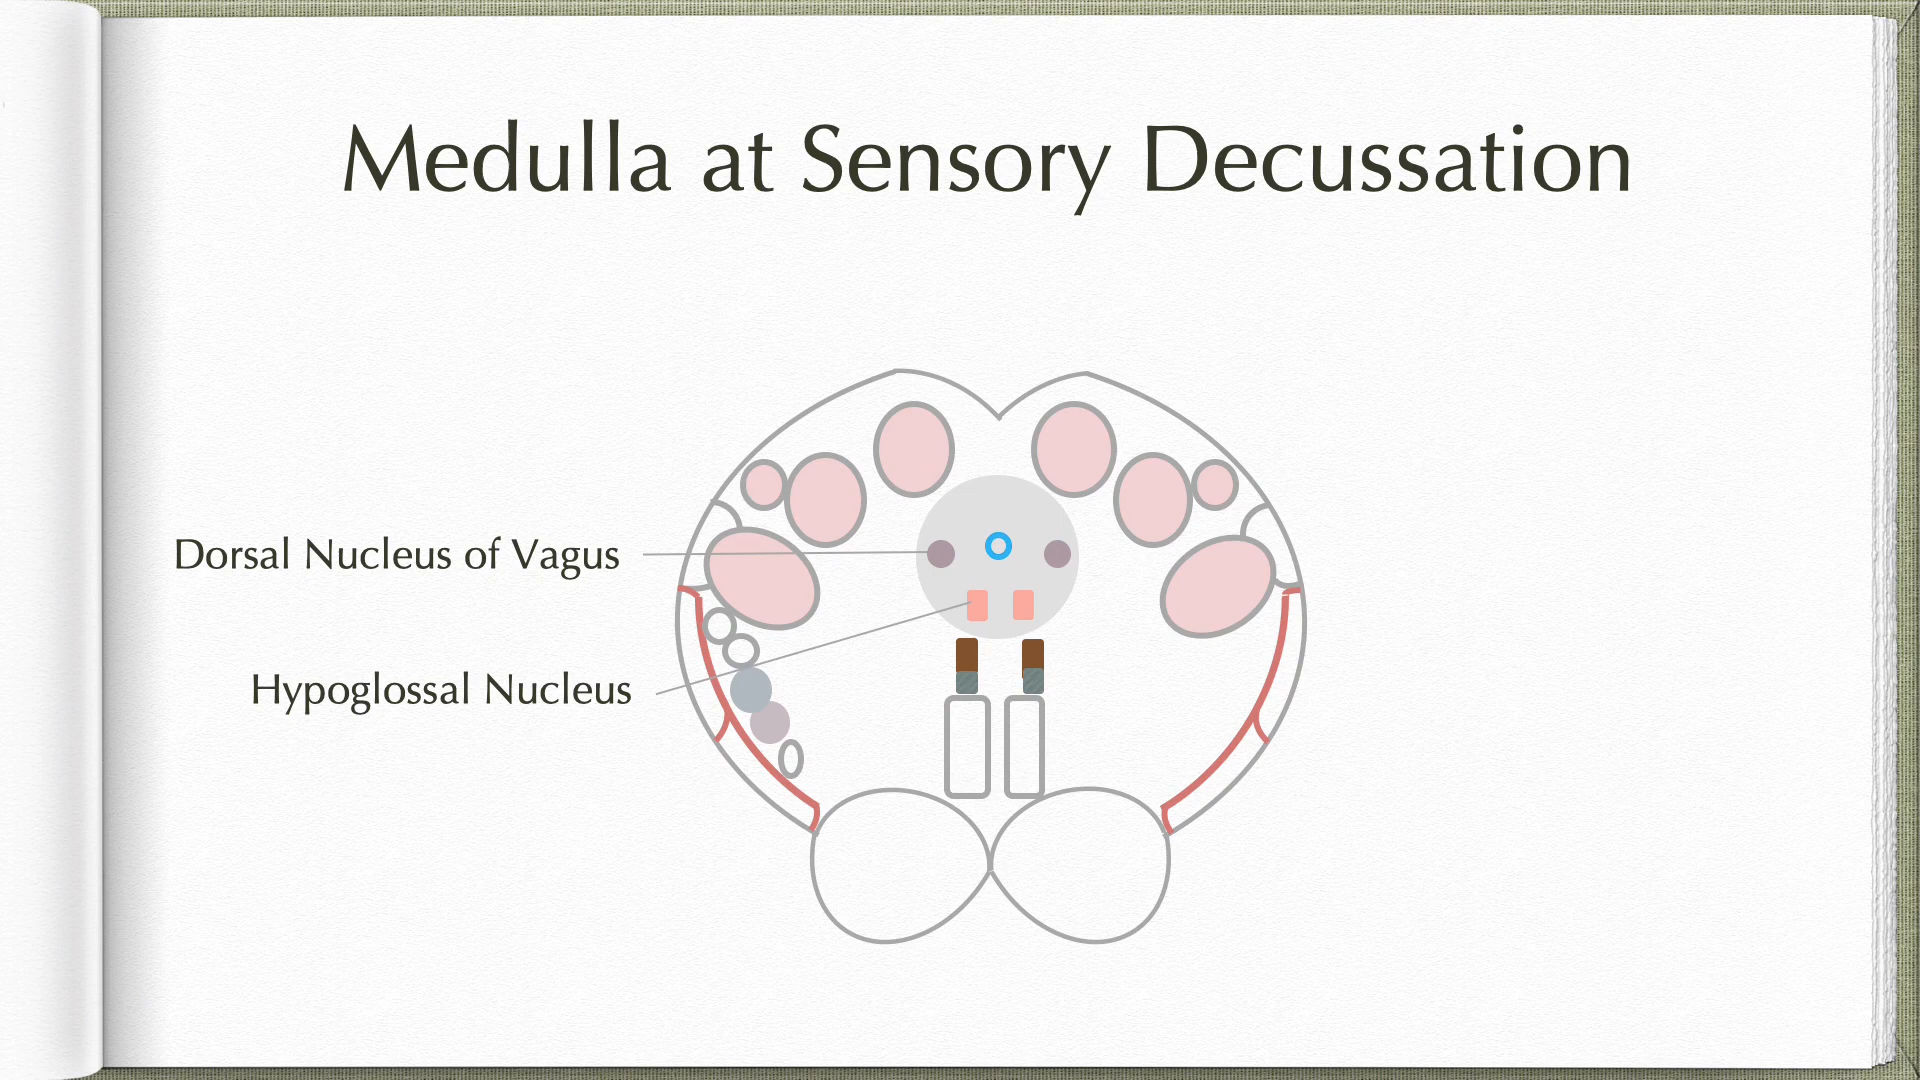 Medulla at Sensory Decussation
Dorsal Nucleus of Vagus
Hypoglossal Nucleus